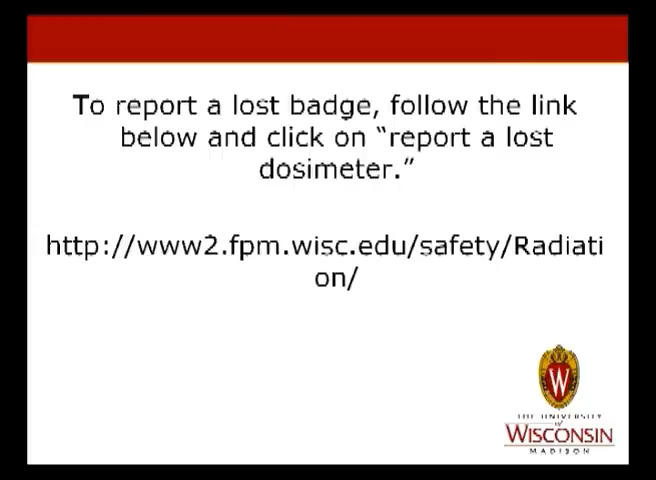 To report a lost badge, follow the link
below and click on “report a lost
dosimeter.”
http://www2.fpm.wisc.edu/safety/Radiati
on/
W
THE UNIVERSITY
of
WISCONSIN
MADISON